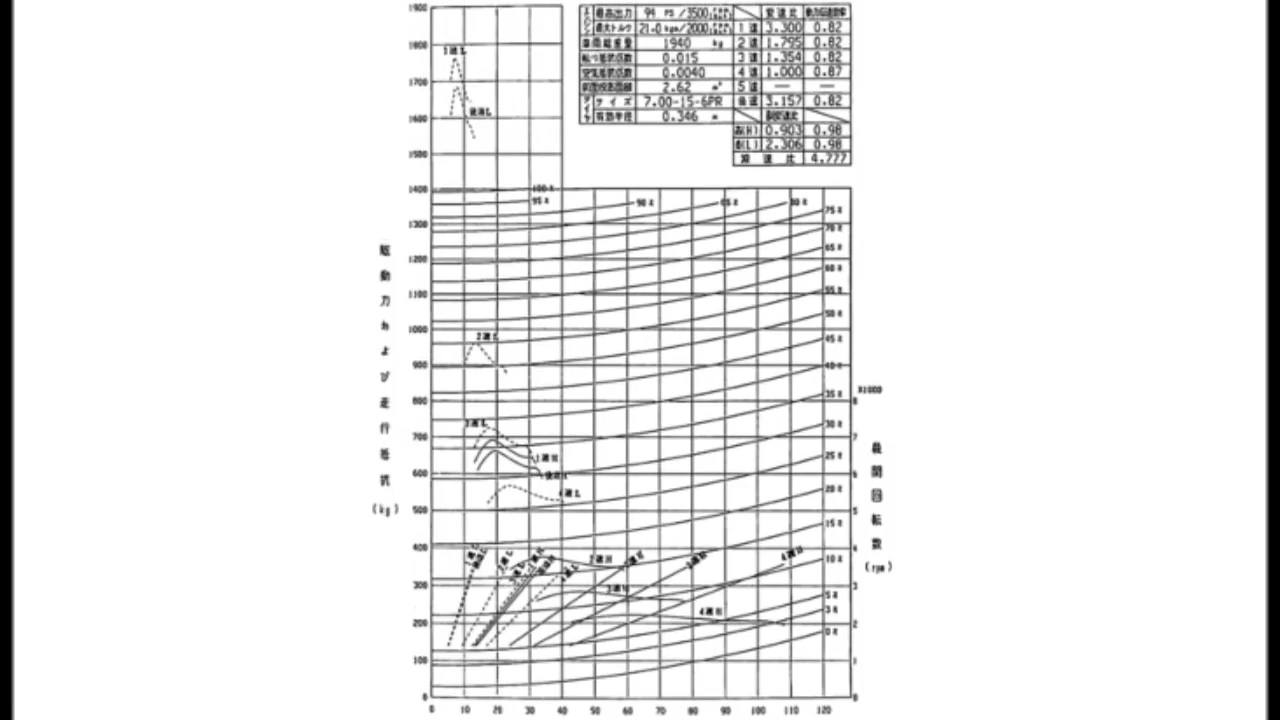 最高出力 94 PS/3500rpm 変速比 動力伝達効率
最大トルク 21.0 kgm/2000rpm 1速 3.300 0.82
車両総重量 1940 kg 2速 1.795 0.82
0.015 3速 1.354 0.82
空気抵抗係数 0.0040 4速 1.000 0.87
前面投影面積 2.62 m² 5速 — —
タイヤ サイズ 7.00-15-6PR 後退 3.157 0.82
有効半径 0.346 m 副変速比
高(H) 0.903 0.98
低(L) 2.306 0.98
減速比 4.777
1900
1800
1速L
1700
後退L
1600
1500
1400
100%
95%
90%
85%
80%
75%
1300
70%
65%
1200
60%
1100
55%
50%
1000
2速L
45%
900
40%
X1000
35%
800
8
3速L
30%
700
7
1速H
25%
600
後退H
6
4速L
20%
500
5
15%
400
4
2速H
4速H
10%
300
3速H
3
5%
3%
4速H
200
2
0%
100
1
0
0
0 10 20 30 40 50 60 70 80 90 100 110 120
駆動力および走行抵抗
(kg)
機関回転数
(rpm)